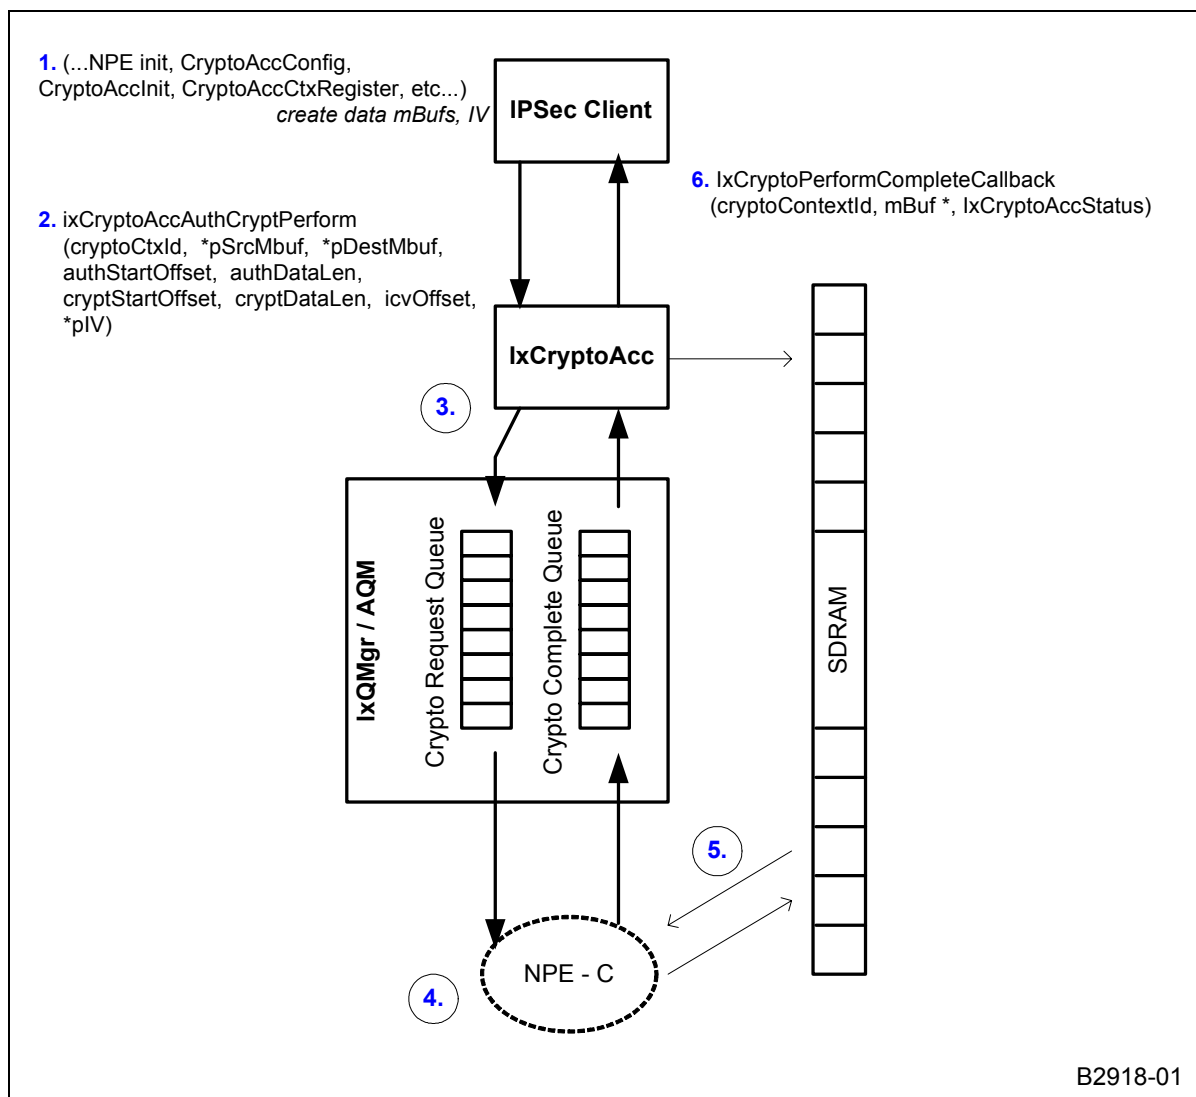 1. (...NPE init, CryptoAccConfig,
CryptoAccInit, CryptoAccCtxRegister, etc...)
create data mBufs, IV
IPSec Client
6. IxCryptoPerformCompleteCallback
(cryptoContextId, mBuf *, IxCryptoAccStatus)
2. ixCryptoAccAuthCryptPerform
(cryptoCtxId, *pSrcMbuf, *pDestMbuf,
authStartOffset, authDataLen,
cryptStartOffset, cryptDataLen, icvOffset,
*pIV)
IxCryptoAcc
3.
IxQMgr / AQM
Crypto Request Queue
Crypto Complete Queue
SDRAM
5.
NPE - C
4.
B2918-01